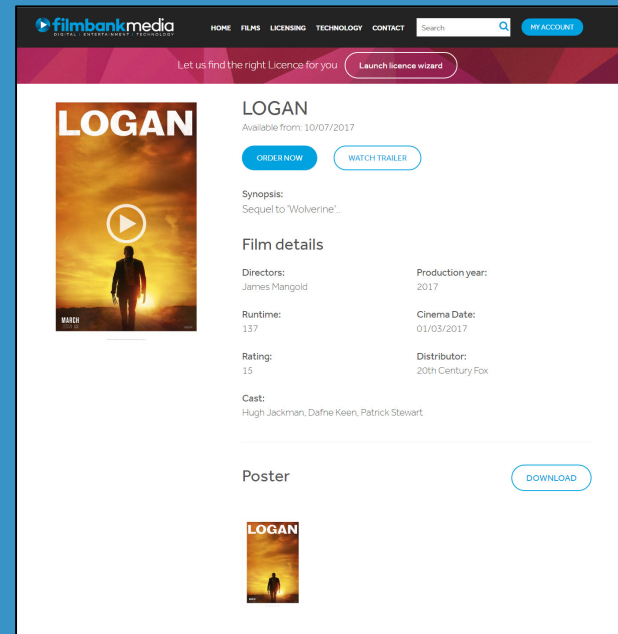 filmbankmedia
DIGITAL | ENTERTAINMENT | TECHNOLOGY
HOME FILMS LICENSING TECHNOLOGY CONTACT Search MY ACCOUNT
Let us find the right Licence for you Launch licence wizard
LOGAN
MARCH
LOGAN
Available from: 10/07/2017
ORDER NOW WATCH TRAILER
Synopsis:
Sequel to 'Wolverine'...
Film details
Directors: Production year:
James Mangold 2017
Runtime: Cinema Date:
137 01/03/2017
Rating: Distributor:
15 20th Century Fox
Cast:
Hugh Jackman, Dafne Keen, Patrick Stewart
Poster DOWNLOAD
LOGAN